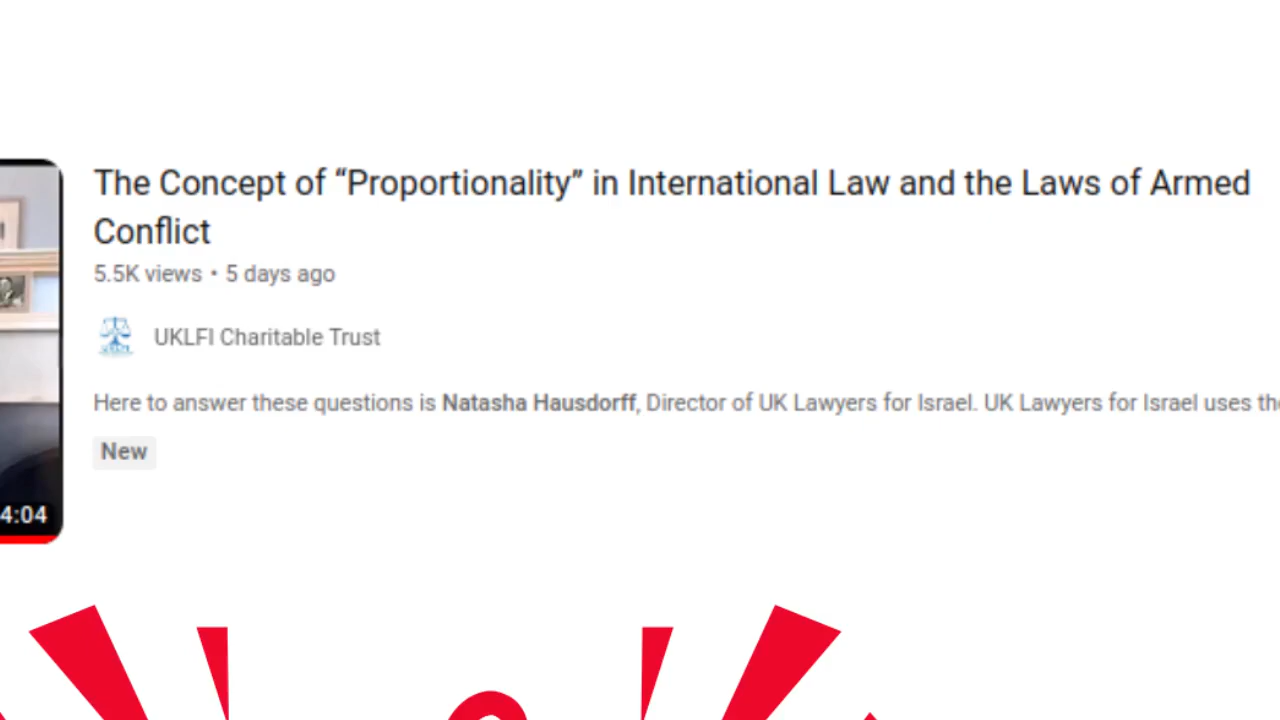 The Concept of “Proportionality” in International Law and the Laws of Armed
Conflict
5.5K views • 5 days ago
UKLFI Charitable Trust
Here to answer these questions is Natasha Hausdorff, Director of UK Lawyers for Israel. UK Lawyers for Israel uses
New
4:04